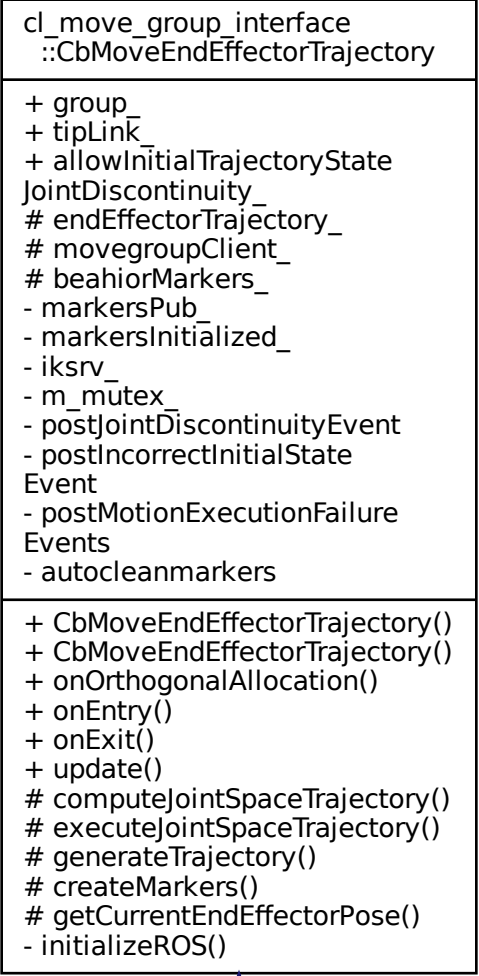 cl_move_group_interface
::CbMoveEndEffectorTrajectory
+ group_
+ tipLink_
+ allowInitialTrajectoryState
JointDiscontinuity_
# endEffectorTrajectory_
# movegroupClient_
# beahiorMarkers_
- markersPub_
- markersInitialized_
- iksrv_
- m_mutex_
- postJointDiscontinuityEvent
- postIncorrectInitialState
Event
- postMotionExecutionFailure
Events
- autocleanmarkers
+ CbMoveEndEffectorTrajectory()
+ CbMoveEndEffectorTrajectory()
+ onOrthogonalAllocation()
+ onEntry()
+ onExit()
+ update()
# computeJointSpaceTrajectory()
# executeJointSpaceTrajectory()
# generateTrajectory()
# createMarkers()
# getCurrentEndEffectorPose()
- initializeROS()